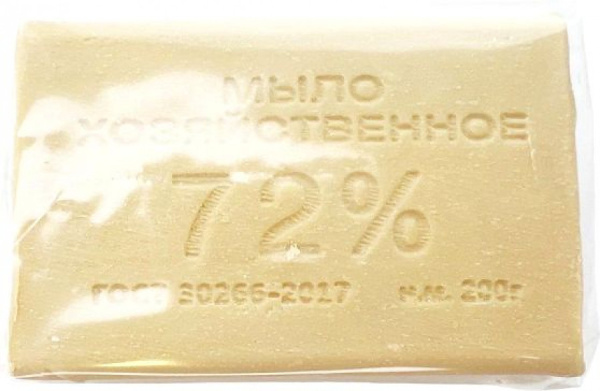 МЫЛО
ХОЗЯЙСТВЕННОЕ
72%
ГОСТ 30266-2017 н.м. 200г